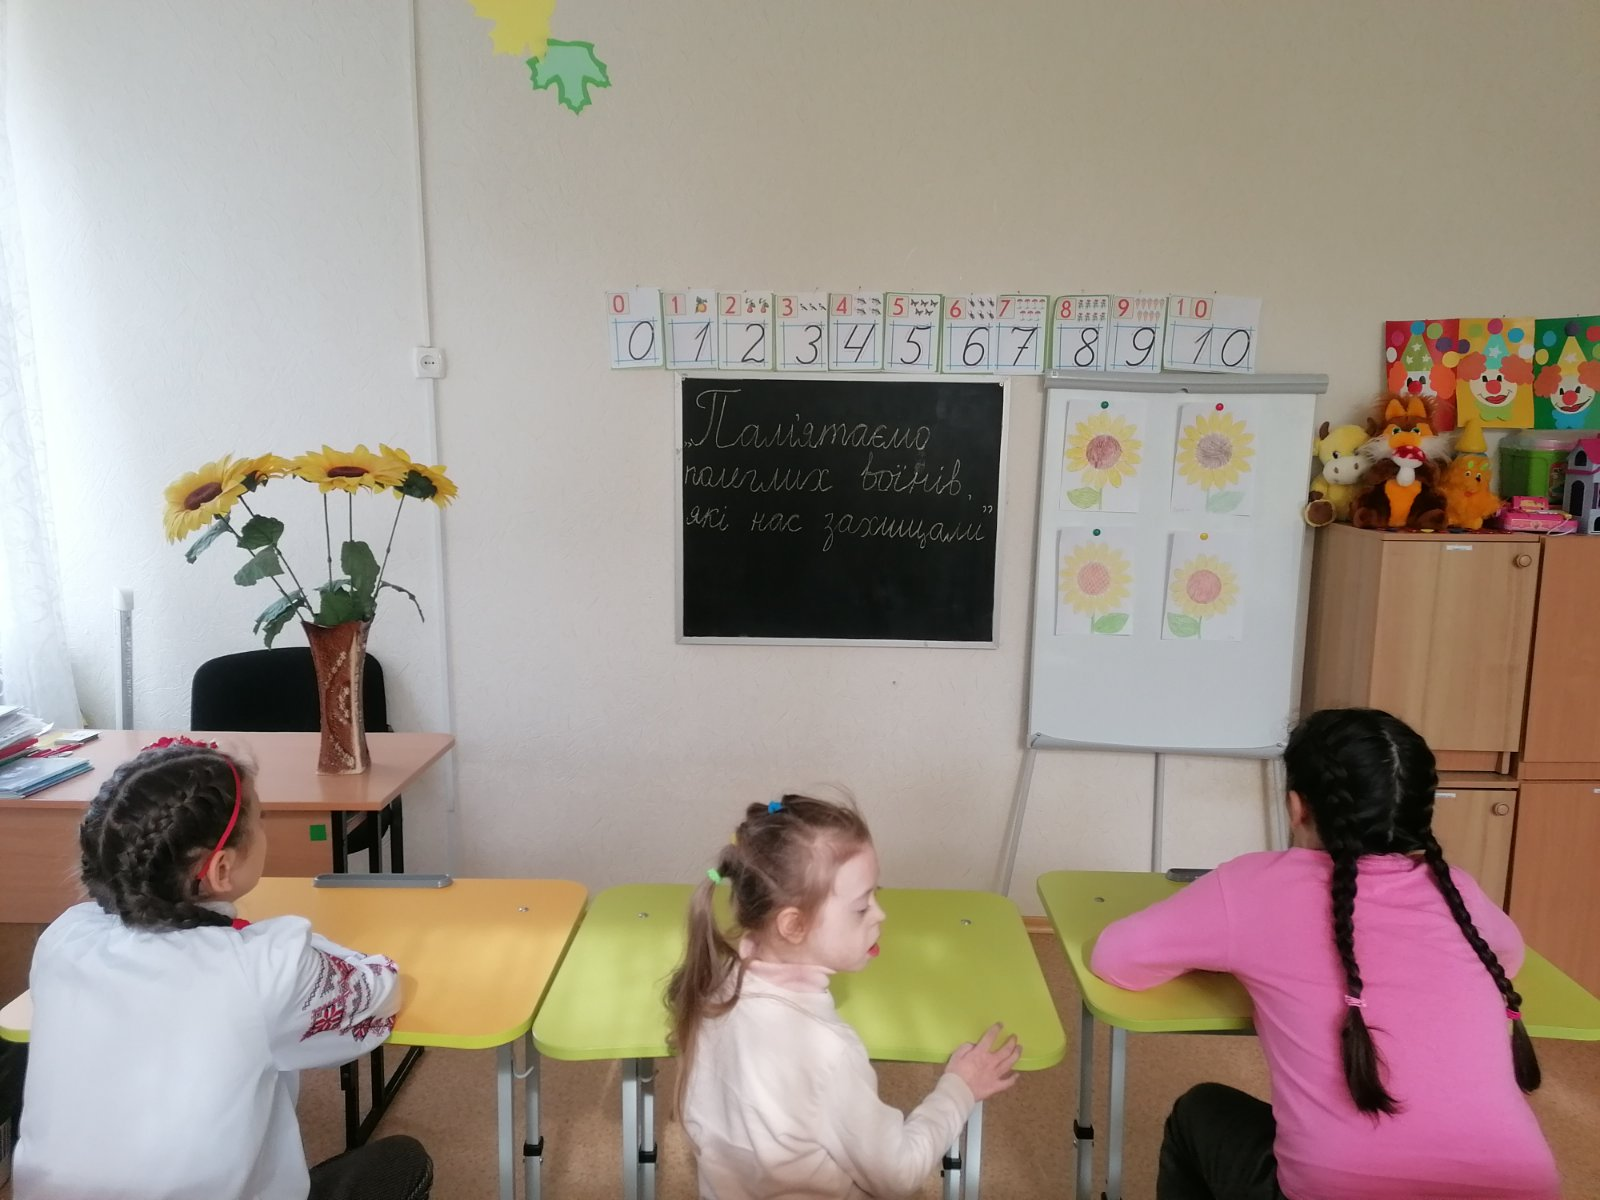 0 1 2 3 4 5 6 7 8 9 10
0 1 2 3 4 5 6 7 8 9 10
„Пам'ятаємо
полеглих воїнів,
які нас захищали”